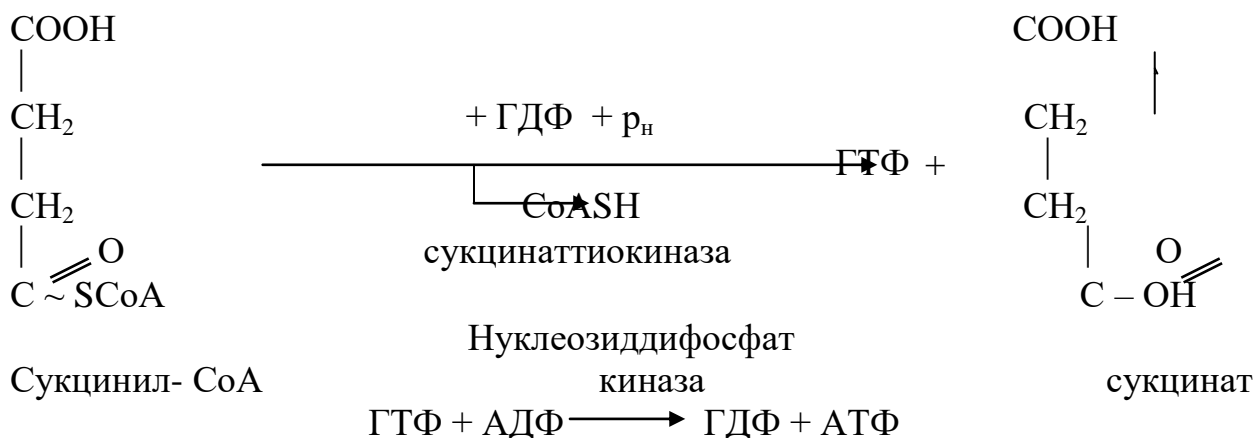 COOH COOH
CH₂ + ГДФ + pн CH₂
ГТФ +
CH₂ CoASH CH₂
O сукцинаттиокиназа O
C ~ SCoA C – OH
Нуклеозиддифосфат
Сукцинил- СоА киназа сукцинат
ГТФ + АДФ ГДФ + АТФ